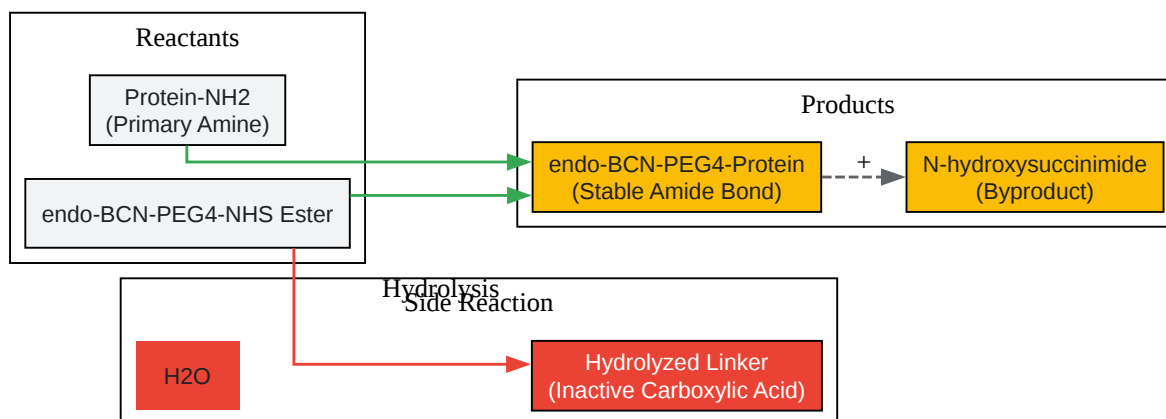 Reactants
Protein-NH2
(Primary Amine)
endo-BCN-PEG4-NHS Ester
Products
endo-BCN-PEG4-Protein
(Stable Amide Bond)
+
N-hydroxysuccinimide
(Byproduct)
Hydrolysis
Side Reaction
H2O
Hydrolyzed Linker
(Inactive Carboxylic Acid)